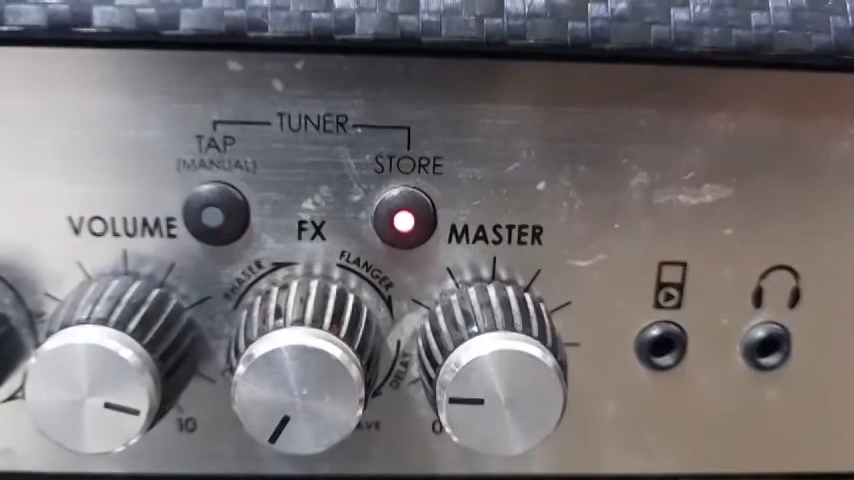 TUNER
TAP
(MANUAL)
STORE
VOLUME
FX
MASTER
PHASER
FLANGER
DELAY
10
0